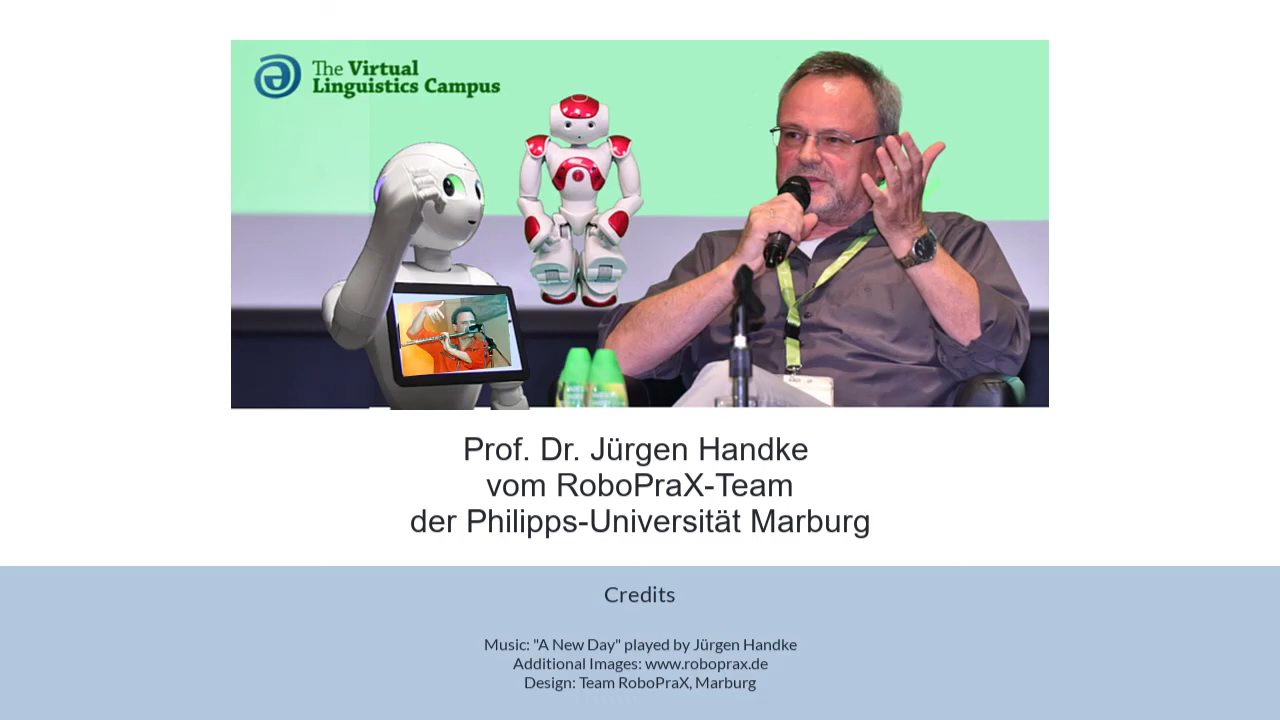 The Virtual
Linguistics Campus
Prof. Dr. Jürgen Handke
vom RoboPraX-Team
der Philipps-Universität Marburg
Credits
Music: "A New Day" played by Jürgen Handke
Additional Images: www.roboprax.de
Design: Team RoboPraX, Marburg